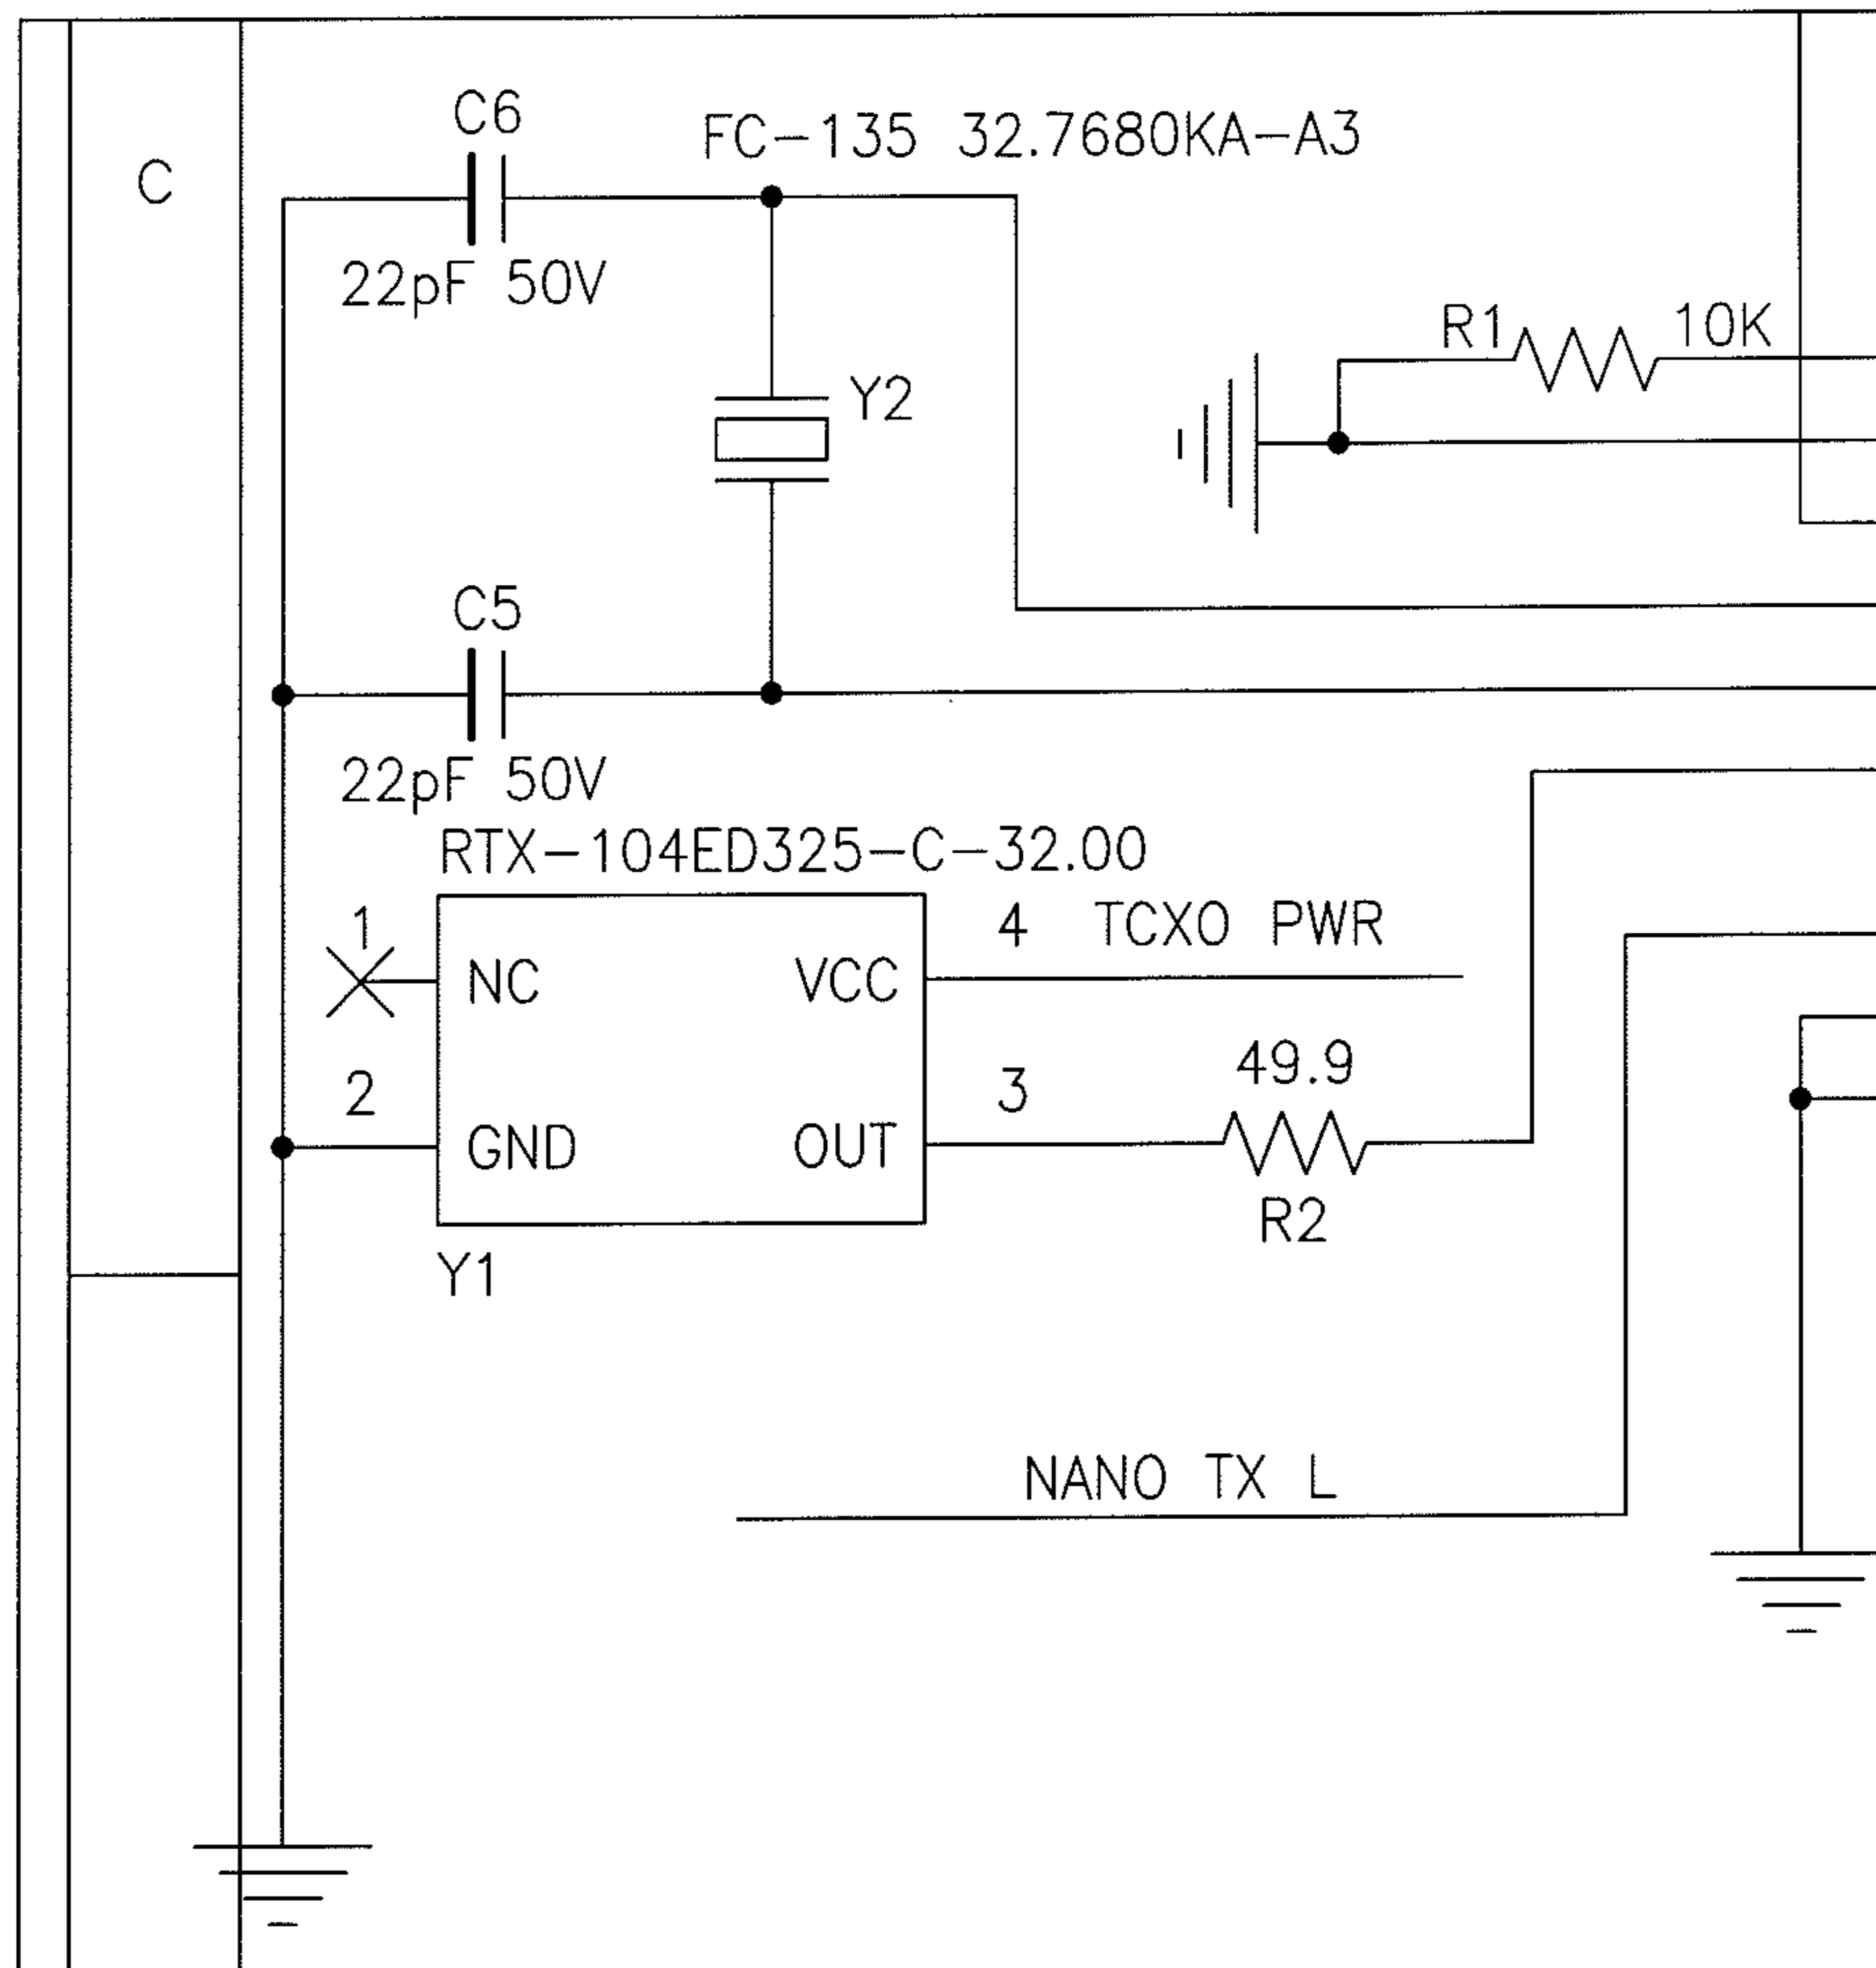 C6
FC-135 32.7680KA-A3
C
22pF 50V
R1 10K
Y2
C5
22pF 50V
RTX-104ED325-C-32.00
1
4 TCXO PWR
NC VCC
2
3
49.9
GND OUT
R2
Y1
NANO TX L